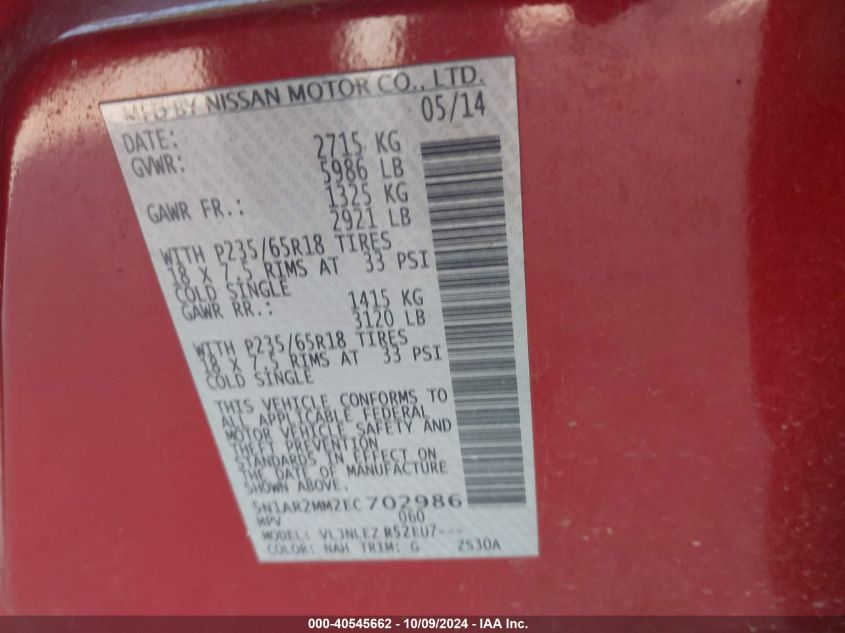 MFG BY NISSAN MOTOR CO., LTD.
DATE: 05/14
GVWR: 2715 KG
5986 LB
GAWR FR.: 1325 KG
2921 LB
WITH P235/65R18 TIRES
18 X 7.5 RIMS AT 33 PSI
COLD SINGLE
GAWR RR.: 1415 KG
3120 LB
WITH P235/65R18 TIRES
18 X 7.5 RIMS AT 33 PSI
COLD SINGLE
THIS VEHICLE CONFORMS TO
ALL APPLICABLE FEDERAL
MOTOR VEHICLE SAFETY AND
THEFT PREVENTION
STANDARDS IN EFFECT ON
THE DATE OF MANUFACTURE
SHOWN ABOVE.
5N1AR2MM2EC702986
MPV 060
MODEL: VL3NLEZ R52EU7---
COLOR: NAH TRIM: G ZS30A
000-40545662 - 10/09/2024 - IAA Inc.